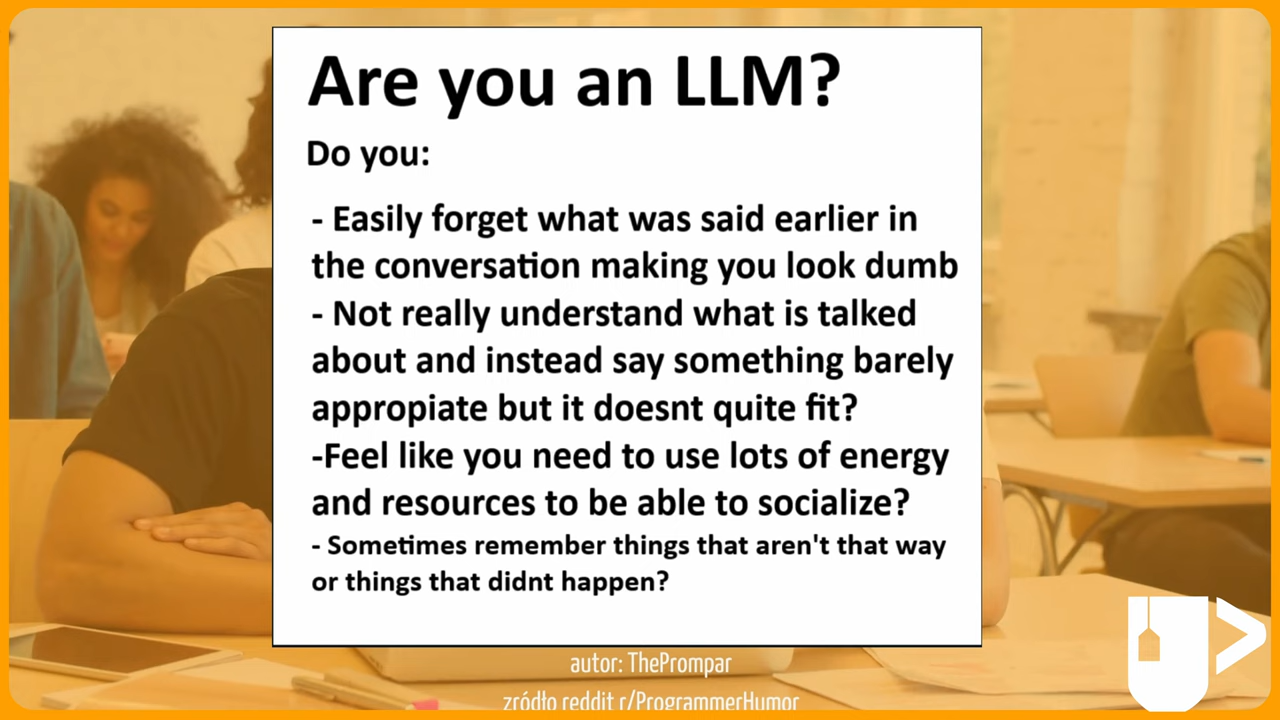 Are you an LLM?
Do you:
- Easily forget what was said earlier in
the conversation making you look dumb
- Not really understand what is talked
about and instead say something barely
appropiate but it doesnt quite fit?
-Feel like you need to use lots of energy
and resources to be able to socialize?
- Sometimes remember things that aren't that way
or things that didnt happen?
autor: ThePrompar
zródło reddit r/ProgrammerHumor